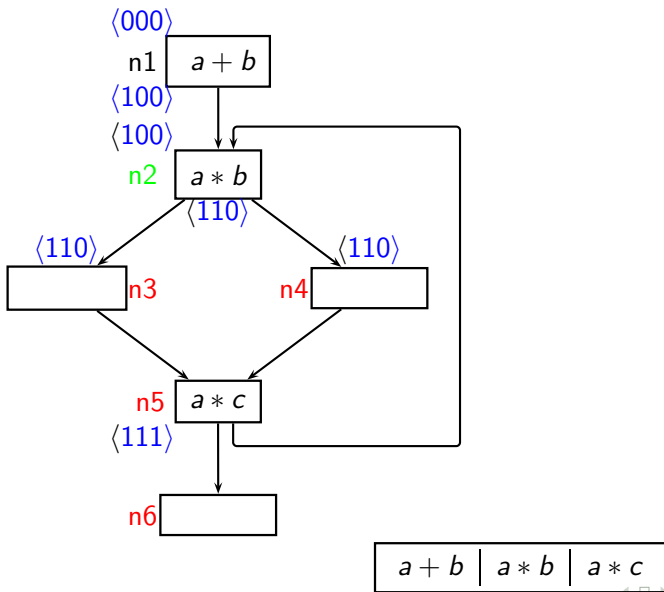 ⟨000⟩
n1 a + b
⟨100⟩
⟨100⟩
n2 a ∗ b
⟨110⟩
⟨110⟩ ⟨110⟩
n3 n4
n5 a ∗ c
⟨111⟩
n6
a + b a ∗ b a ∗ c